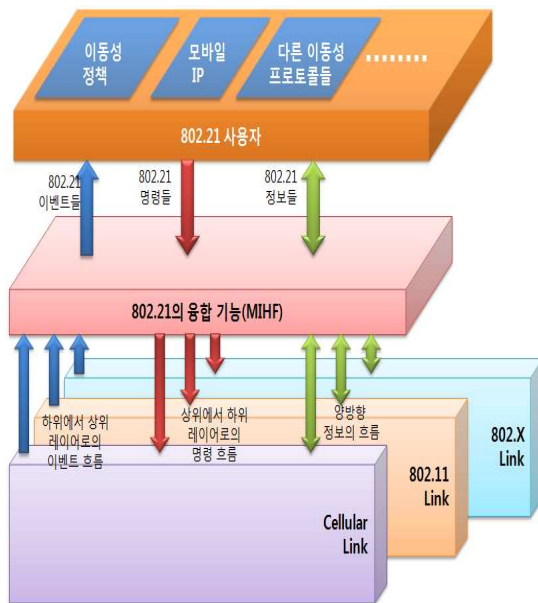 이동성
정책
모바일
IP
다른 이동성
프로토콜들
........
802.21 사용자
802.21
이벤트들
802.21
명령들
802.21
정보들
802.21의 융합 기능(MIHF)
하위에서 상위
레이어로의
이벤트 흐름
상위에서 하위
레이어로의
명령 흐름
양방향
정보의 흐름
802.X
Link
802.11
Link
Cellular
Link